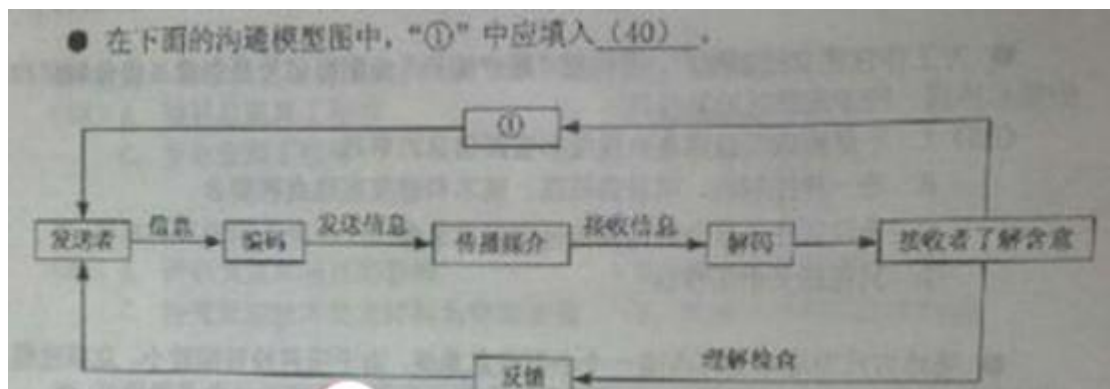 ● 在下面的沟通模型图中，“①”中应填入 (40) 。
①
发送者
信息
编码
发送信息
传播媒介
接收信息
解码
接收者了解含意
反馈
理解检查